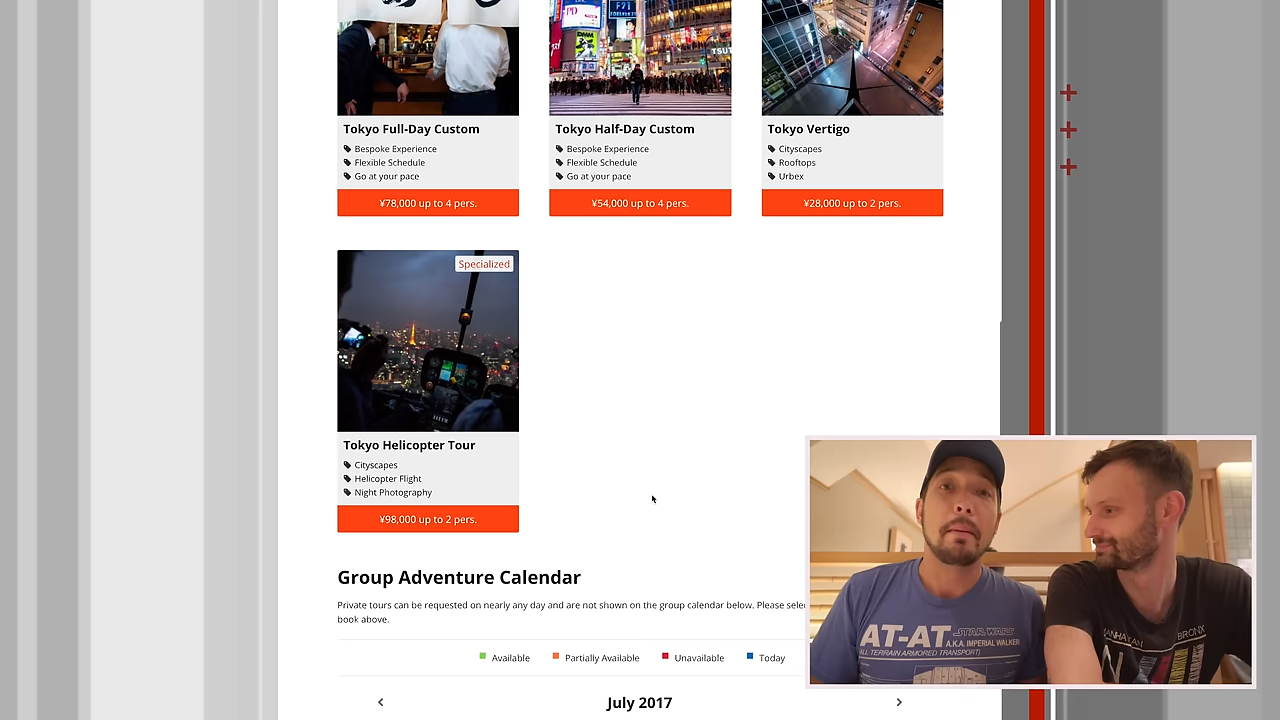 PD
F21
FOREVER 21
TSUT
Tokyo Full-Day Custom
Bespoke Experience
Flexible Schedule
Go at your pace
¥78,000 up to 4 pers.
Tokyo Half-Day Custom
Bespoke Experience
Flexible Schedule
Go at your pace
¥54,000 up to 4 pers.
Tokyo Vertigo
Cityscapes
Rooftops
Urbex
¥28,000 up to 2 pers.
Specialized
Tokyo Helicopter Tour
Cityscapes
Helicopter Flight
Night Photography
¥98,000 up to 2 pers.
Group Adventure Calendar
Private tours can be requested on nearly any day and are not shown on the group calendar below. Please
book above.
Available
Partially Available
Unavailable
Today
July 2017
AT-AT STAR WARS
A.K.A. IMPERIAL WALKER
ALL TERRAIN ARMORED TRANSPORT)
MANHATTAN
BRONX